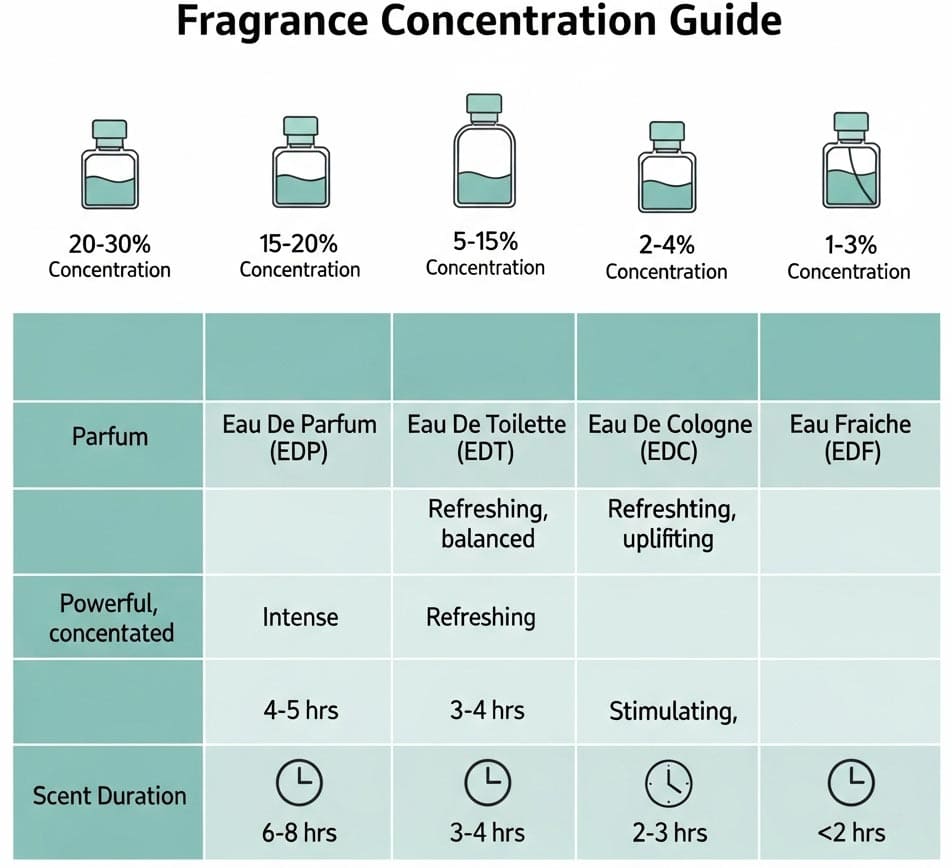 Fragrance Concentration Guide
20-30%
Concentration
15-20%
Concentration
5-15%
Concentration
2-4%
Concentration
1-3%
Concentration
Parfum
Eau De Parfum
(EDP)
Eau De Toilette
(EDT)
Eau De Cologne
(EDC)
Eau Fraiche
(EDF)
Refreshing,
balanced
Refreshting,
uplifting
Powerful,
concentated
Intense
Refreshing
4-5 hrs
3-4 hrs
Stimulating,
Scent Duration
6-8 hrs
3-4 hrs
2-3 hrs
<2 hrs